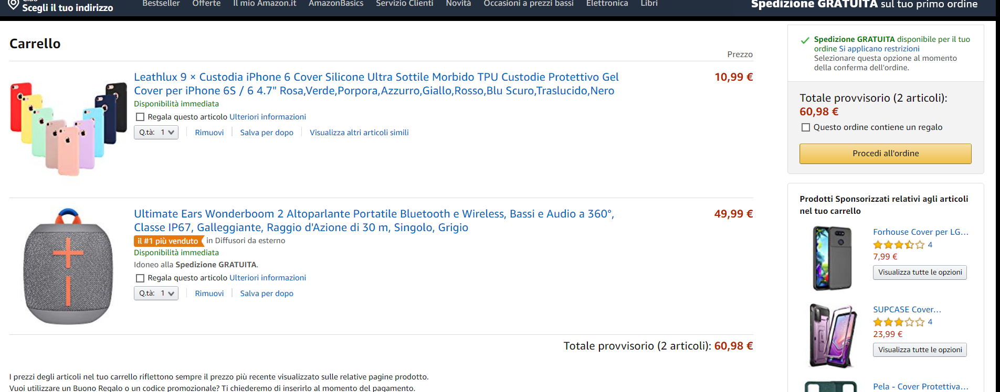 Ciao
Scegli il tuo indirizzo
Bestseller Offerte Il mio Amazon.it AmazonBasics Servizio Clienti Novità Occasioni a prezzi bassi Elettronica Libri
Spedizione GRATUITA sul tuo primo ordine
Carrello
Prezzo
Leathlux 9 × Custodia iPhone 6 Cover Silicone Ultra Sottile Morbido TPU Custodie Protettivo Gel
Cover per iPhone 6S / 6 4.7" Rosa,Verde,Porpora,Azzurro,Giallo,Rosso,Blu Scuro,Traslucido,Nero
10,99 €
Disponibilità immediata
Regala questo articolo Ulteriori informazioni
Q.tà: 1 Rimuovi Salva per dopo Visualizza altri articoli simili
Ultimate Ears Wonderboom 2 Altoparlante Portatile Bluetooth e Wireless, Bassi e Audio a 360°,
Classe IP67, Galleggiante, Raggio d'Azione di 30 m, Singolo, Grigio
49,99 €
il #1 più venduto in Diffusori da esterno
Disponibilità immediata
Idoneo alla Spedizione GRATUITA.
Regala questo articolo Ulteriori informazioni
Q.tà: 1 Rimuovi Salva per dopo
Totale provvisorio (2 articoli): 60,98 €
I prezzi degli articoli nel tuo carrello riflettono sempre il prezzo più recente visualizzato sulle relative pagine prodotto.
Vuoi utilizzare un Buono Regalo o un codice promozionale? Ti chiederemo di inserirlo al momento del pagamento.
Spedizione GRATUITA disponibile per il tuo
ordine Si applicano restrizioni
Selezionare questa opzione al momento
della conferma dell'ordine.
Totale provvisorio (2 articoli):
60,98 €
Questo ordine contiene un regalo
Procedi all'ordine
Prodotti Sponsorizzati relativi agli articoli
nel tuo carrello
Forhouse Cover per LG...
4
7,99 €
Visualizza tutte le opzioni
SUPCASE Cover...
4
23,99 €
Visualizza tutte le opzioni
Pela - Cover Protettiva...